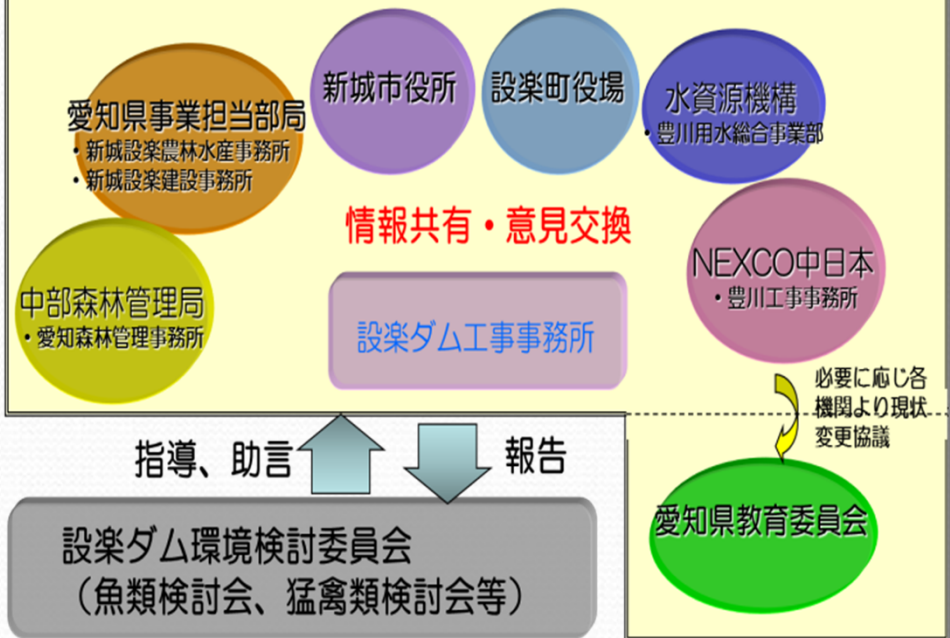 新城市役所
設楽町役場
水資源機構
・豊川用水総合事業部
愛知県事業担当部局
・新城設楽農林水産事務所
・新城設楽建設事務所
情報共有・意見交換
NEXCO中日本
・豊川工事事務所
中部森林管理局
・愛知森林管理事務所
設楽ダム工事事務所
必要に応じ各
機関より現状
変更協議
指導、助言
報告
愛知県教育委員会
設楽ダム環境検討委員会
（魚類検討会、猛禽類検討会等）